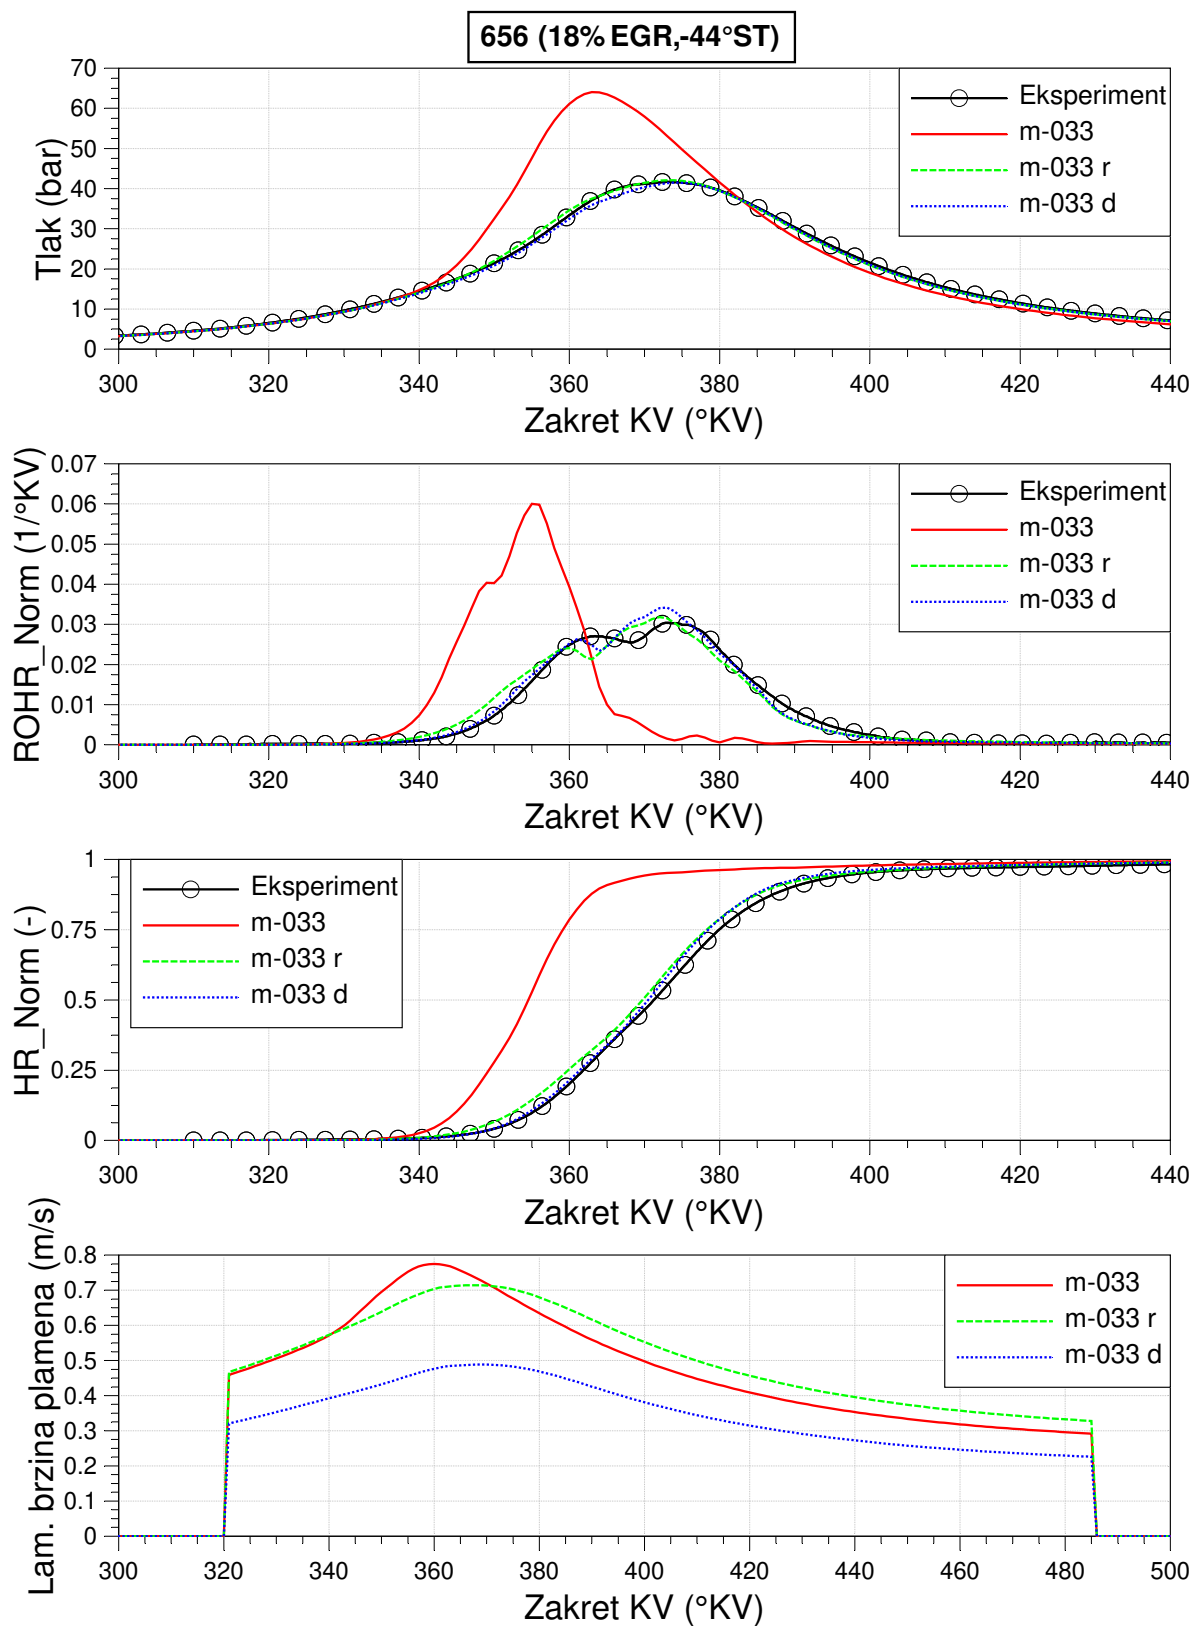 656 (18% EGR,-44°ST)
Tlak (bar)
70
60
50
40
30
20
10
0
Eksperiment
m-033
m-033 r
m-033 d
300 320 340 360 380 400 420 440
Zakret KV (°KV)
ROHR_Norm (1/°KV)
0.07
0.06
0.05
0.04
0.03
0.02
0.01
0
Eksperiment
m-033
m-033 r
m-033 d
300 320 340 360 380 400 420 440
Zakret KV (°KV)
HR_Norm (-)
1
0.75
0.5
0.25
0
Eksperiment
m-033
m-033 r
m-033 d
300 320 340 360 380 400 420 440
Zakret KV (°KV)
Lam. brzina plamena (m/s)
0.8
0.7
0.6
0.5
0.4
0.3
0.2
0.1
0
m-033
m-033 r
m-033 d
300 320 340 360 380 400 420 440 460 480 500
Zakret KV (°KV)